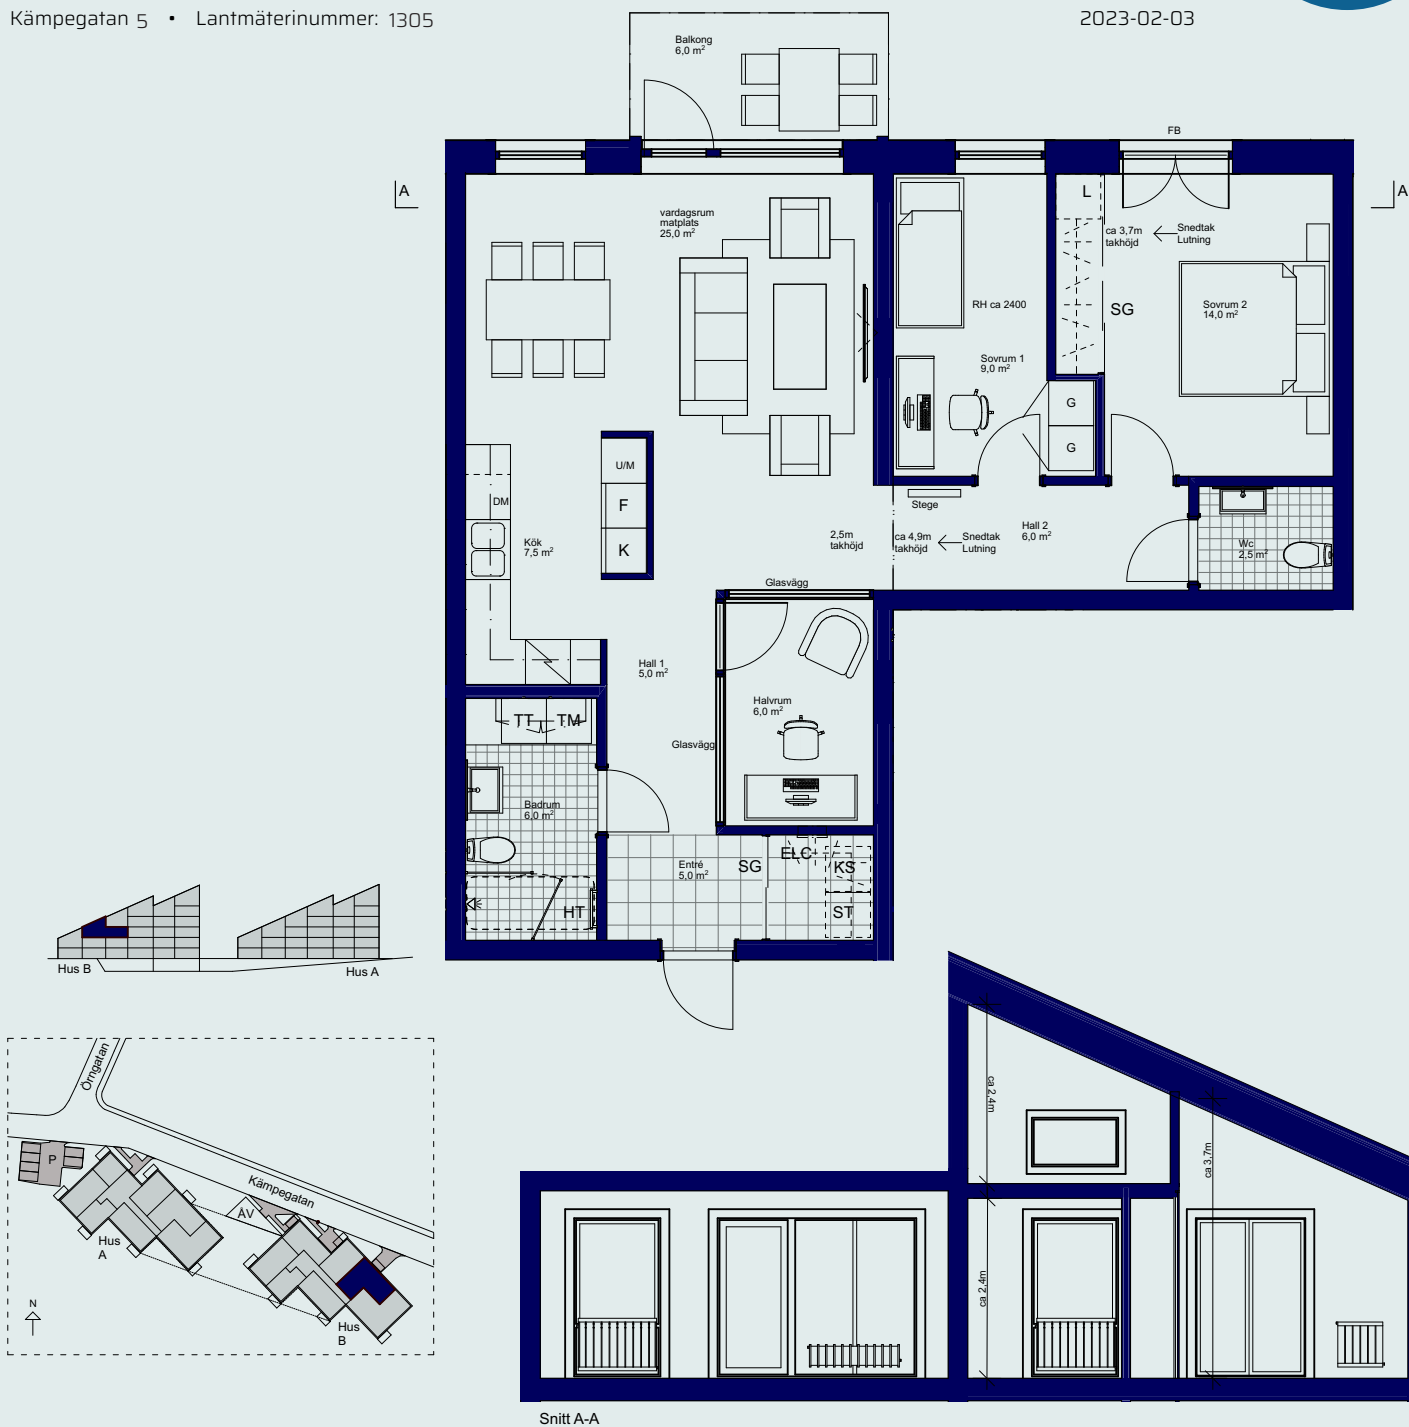 Kämpegatan 5 • Lantmäterinummer: 1305
2023-02-03
Balkong
6,0 m²
FB
A
A
vardagsrum
matplats
25,0 m²
L
ca 3,7m
takhöjd
Snedtak
Lutning
RH ca 2400
SG
Sovrum 2
14,0 m²
Sovrum 1
9,0 m²
G
G
U/M
F
K
DM
Kök
7,5 m²
Stege
2,5m
takhöjd
ca 4,9m
takhöjd
Snedtak
Lutning
Hall 2
6,0 m²
Wc
2,5 m²
Glasvägg
Hall 1
5,0 m²
Halvrum
6,0 m²
TT
TM
Glasvägg
Badrum
6,0 m²
Entré
5,0 m²
SG
ELC
KS
ST
HT
Hus B
Hus A
Örngatan
P
Kämpegatan
ÅV
Hus
A
Hus
B
N
ca 2,4m
ca 3,7m
ca 2,4m
Snitt A-A